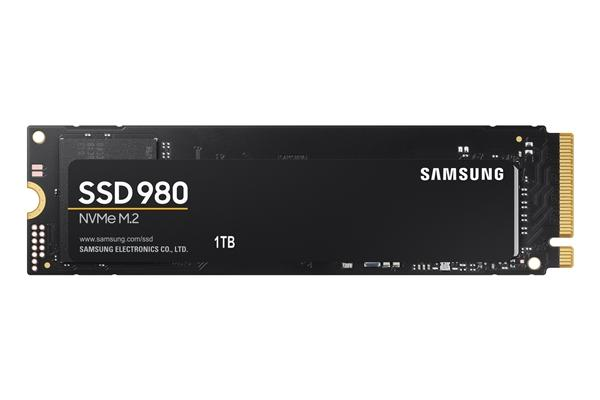 SAMSUNG
SSD 980
NVMe M.2
www.samsung.com/ssd
SAMSUNG ELECTRONICS CO., LTD.
1TB